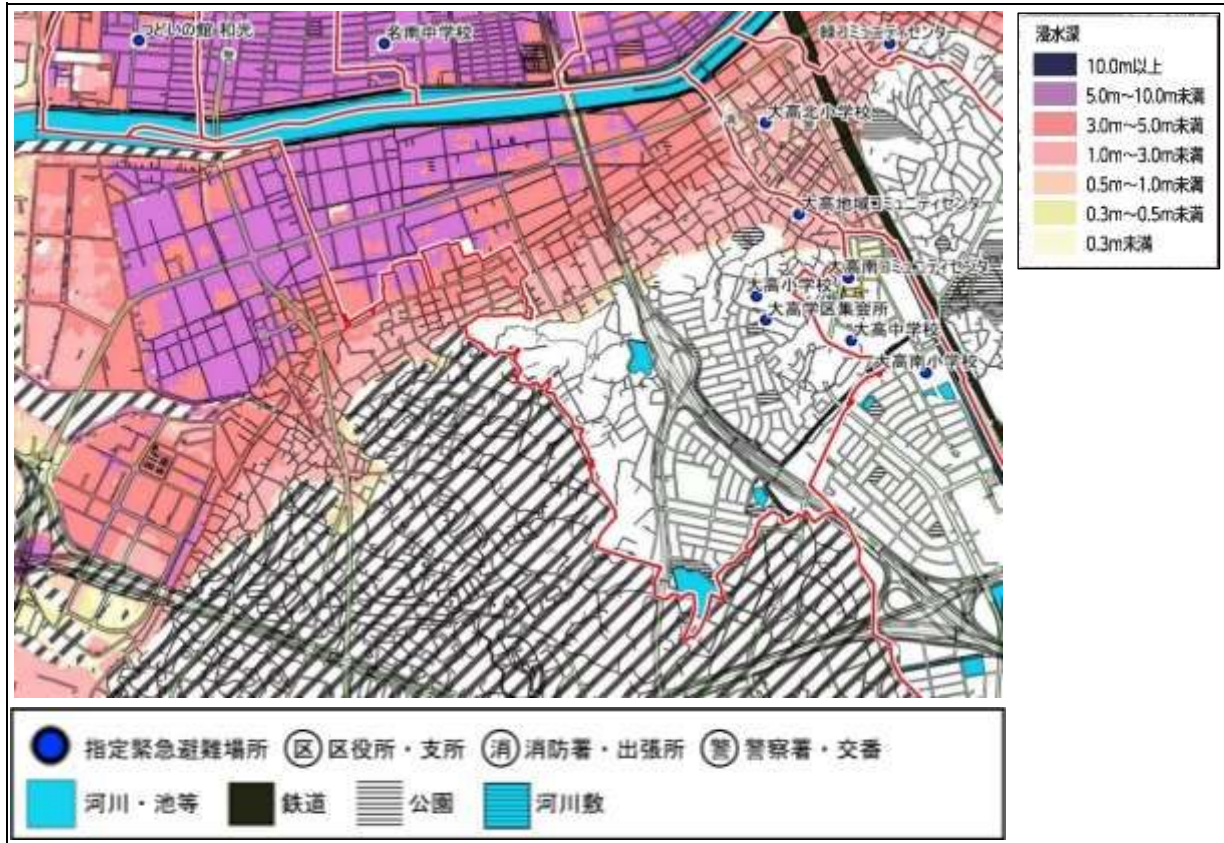 つどいの館 和光
名南中学校
緑コミュニティセンター
警
消
大高北小学校
大高地域コミュニティセンター
大高南コミュニティセンター
大高小学校
大高学区集会所
大高中学校
大高南小学校
浸水深
10.0m以上
5.0m～10.0m未満
3.0m～5.0m未満
1.0m～3.0m未満
0.5m～1.0m未満
0.3m～0.5m未満
0.3m未満
指定緊急避難場所 区 区役所・支所 消 消防署・出張所 警 警察署・交番
河川・池等 鉄道 公園 河川敷